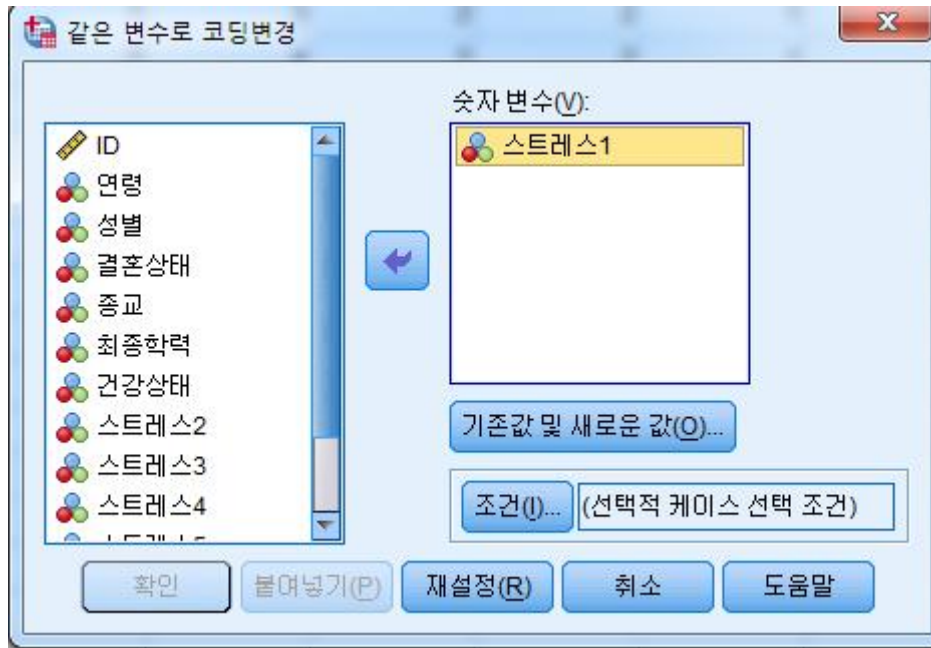 같은 변수로 코딩변경
숫자 변수(V):
ID
연령
성별
결혼상태
종교
최종학력
건강상태
스트레스2
스트레스3
스트레스4
스트레스1
기존값 및 새로운 값(O)...
조건(I)... (선택적 케이스 선택 조건)
확인 붙여넣기(P) 재설정(R) 취소 도움말